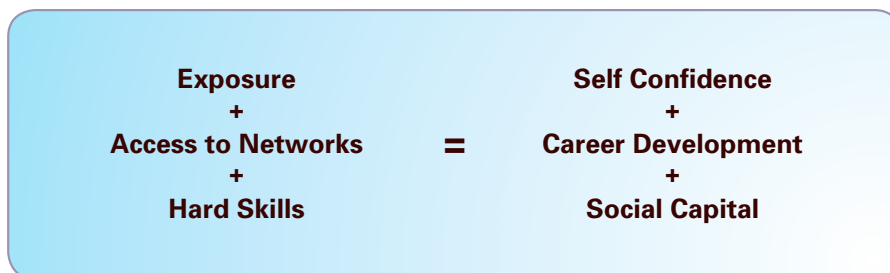 Exposure
+
Access to Networks
+
Hard Skills
=
Self Confidence
+
Career Development
+
Social Capital